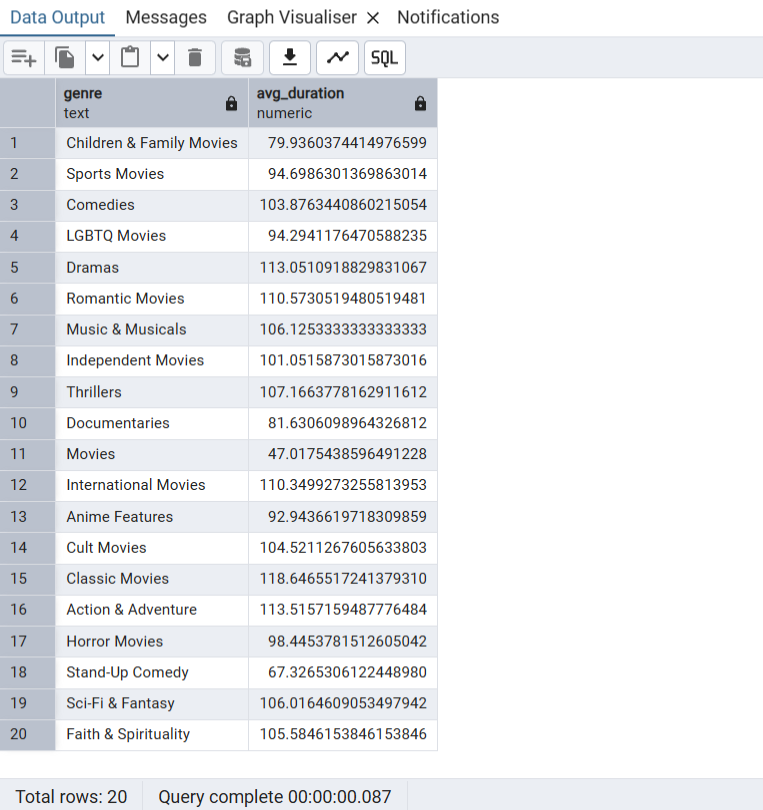 Data Output Messages Graph Visualiser × Notifications
SQL
genre avg_duration
text numeric
1 Children & Family Movies 79.9360374414976599
2 Sports Movies 94.6986301369863014
3 Comedies 103.8763440860215054
4 LGBTQ Movies 94.2941176470588235
5 Dramas 113.0510918829831067
6 Romantic Movies 110.5730519480519481
7 Music & Musicals 106.1253333333333333
8 Independent Movies 101.0515873015873016
9 Thrillers 107.1663778162911612
10 Documentaries 81.6306098964326812
11 Movies 47.0175438596491228
12 International Movies 110.3499273255813953
13 Anime Features 92.9436619718309859
14 Cult Movies 104.5211267605633803
15 Classic Movies 118.6465517241379310
16 Action & Adventure 113.5157159487776484
17 Horror Movies 98.4453781512605042
18 Stand-Up Comedy 67.3265306122448980
19 Sci-Fi & Fantasy 106.0164609053497942
20 Faith & Spirituality 105.5846153846153846
Total rows: 20 Query complete 00:00:00.087